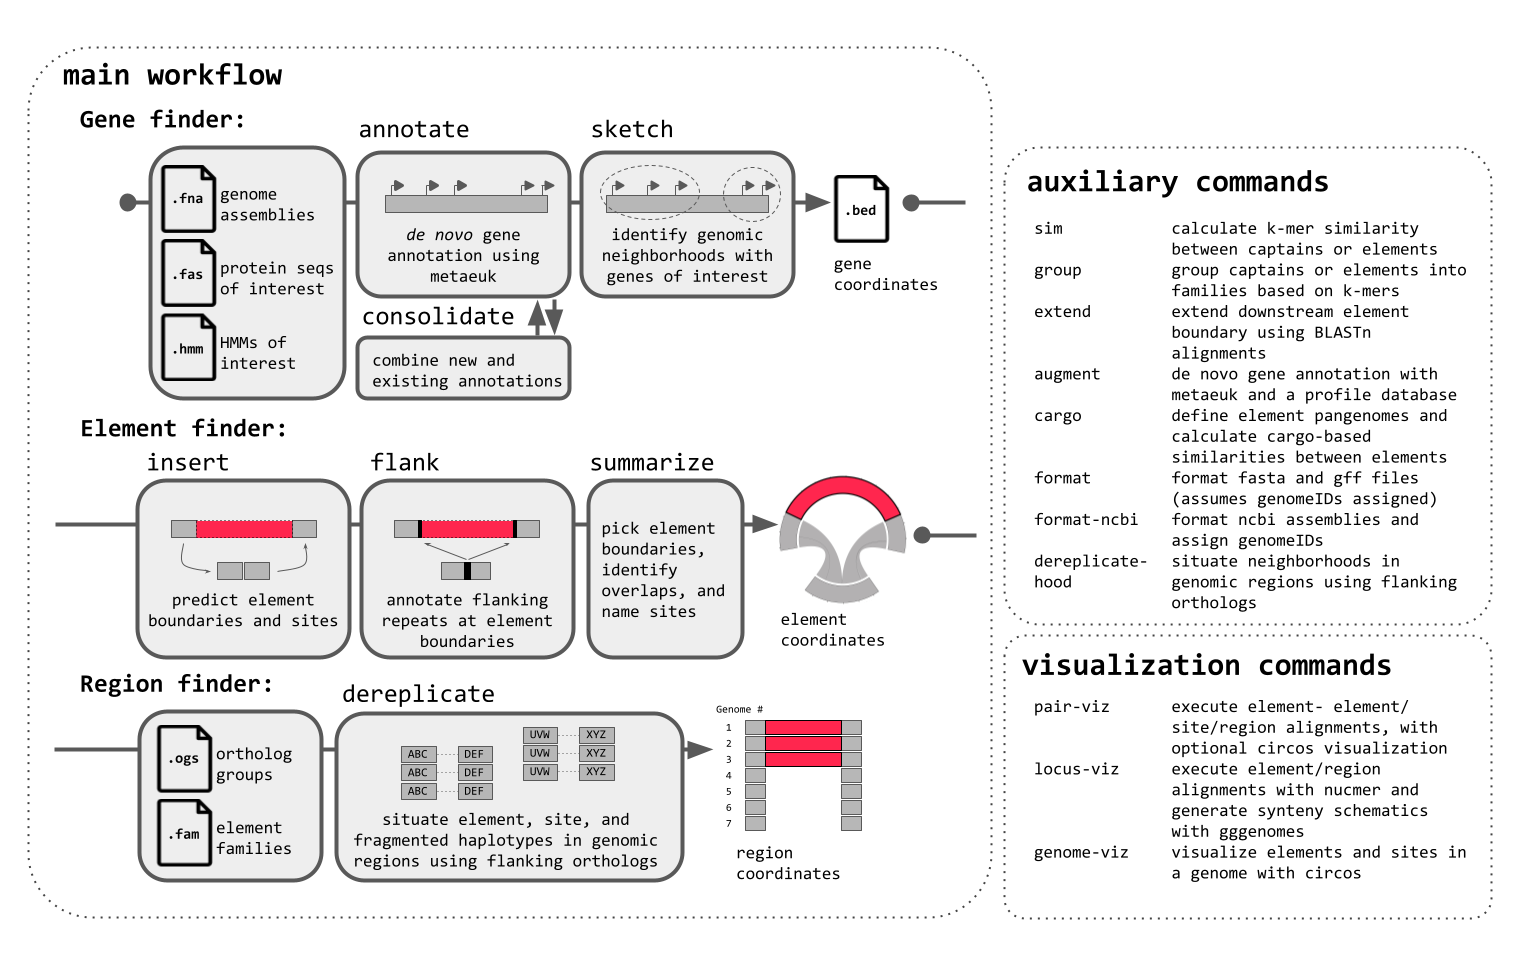 main workflow
Gene finder:
annotate
sketch
.fna
genome
assemblies
.fas
protein seqs
of interest
.hmm
HMMs of
interest
de novo gene
annotation using
metaeuk
identify genomic
neighborhoods with
genes of interest
.bed
gene
coordinates
consolidate
combine new and
existing annotations
Element finder:
insert
flank
summarize
predict element
boundaries and sites
annotate flanking
repeats at element
boundaries
pick element
boundaries,
identify
overlaps, and
name sites
element
coordinates
Region finder:
dereplicate
.ogs
ortholog
groups
.fam
element
families
ABC DEF
ABC DEF
ABC DEF
UVW XYZ
UVW XYZ
UVW XYZ
situate element, site, and
fragmented haplotypes in genomic
regions using flanking orthologs
Genome #
1
2
3
4
5
6
7
region
coordinates
auxiliary commands
sim calculate k-mer similarity
between captains or elements
group group captains or elements into
families based on k-mers
extend extend downstream element
boundary using BLASTn
alignments
augment de novo gene annotation with
metaeuk and a profile database
cargo define element pangenomes and
calculate cargo-based
similarities between elements
format format fasta and gff files
(assumes genomeIDs assigned)
format-ncbi format ncbi assemblies and
assign genomeIDs
dereplicate- situate neighborhoods in
hood genomic regions using flanking
orthologs
visualization commands
pair-viz execute element- element/
site/region alignments, with
optional circos visualization
locus-viz execute element/region
alignments with nucmer and
generate synteny schematics
with gggenomes
genome-viz visualize elements and sites in
a genome with circos